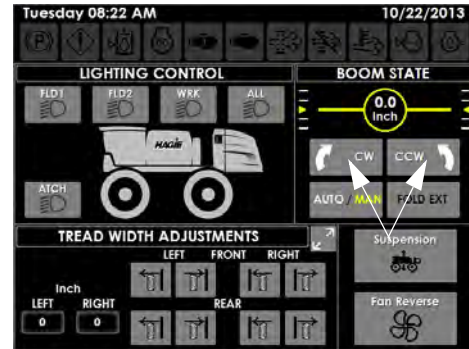 Tuesday 08:22 AM 10/22/2013
LIGHTING CONTROL
FLD1 FLD2 WRK ALL
HAGIE
ATCH
BOOM STATE
0.0
Inch
CW CCW
AUTO / MAN FOLD EXT
TREAD WIDTH ADJUSTMENTS
LEFT FRONT RIGHT
Inch
LEFT RIGHT
REAR
0 0
Suspension
Fan Reverse